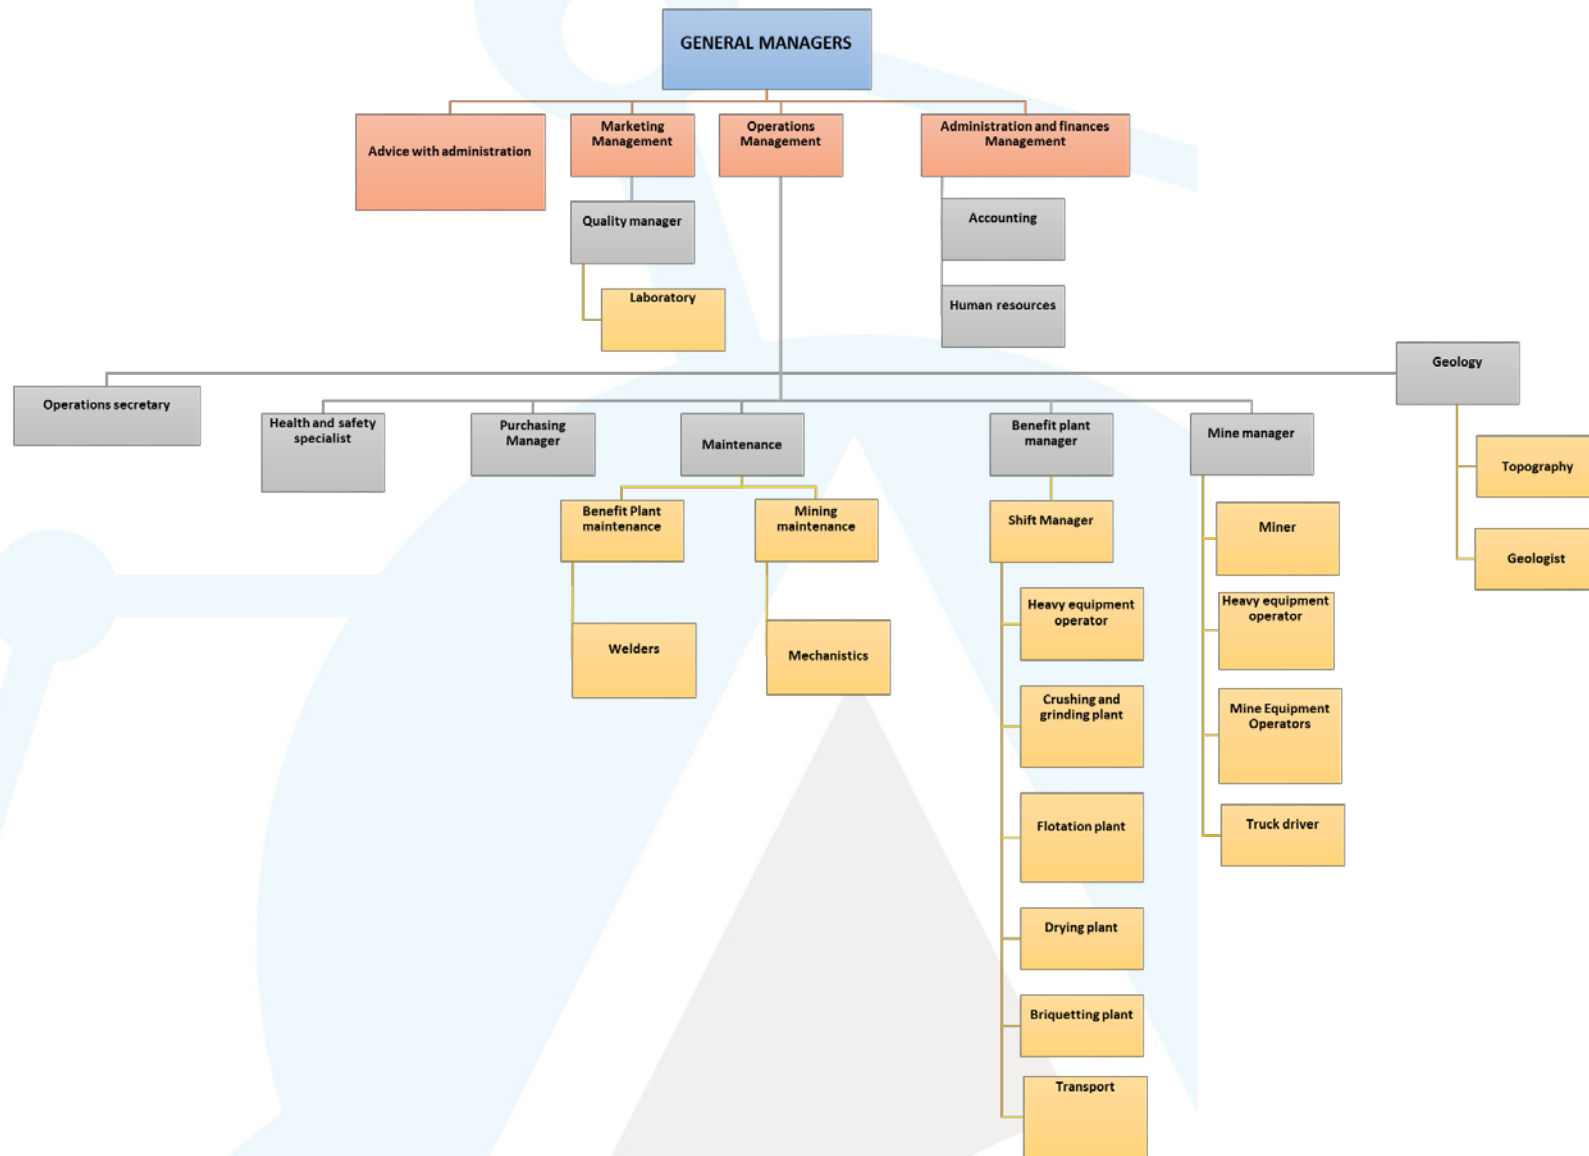 GENERAL MANAGERS
Advice with administration
Marketing
Management
Operations
Management
Administration and finances
Management
Quality manager
Accounting
Laboratory
Human resources
Geology
Operations secretary
Health and safety
specialist
Purchasing
Manager
Maintenance
Benefit plant
manager
Mine manager
Topography
Benefit Plant
maintenance
Mining
maintenance
Shift Manager
Miner
Geologist
Heavy equipment
operator
Heavy equipment
operator
Welders
Mechanistics
Crushing and
grinding plant
Mine Equipment
Operators
Flotation plant
Truck driver
Drying plant
Briquetting plant
Transport